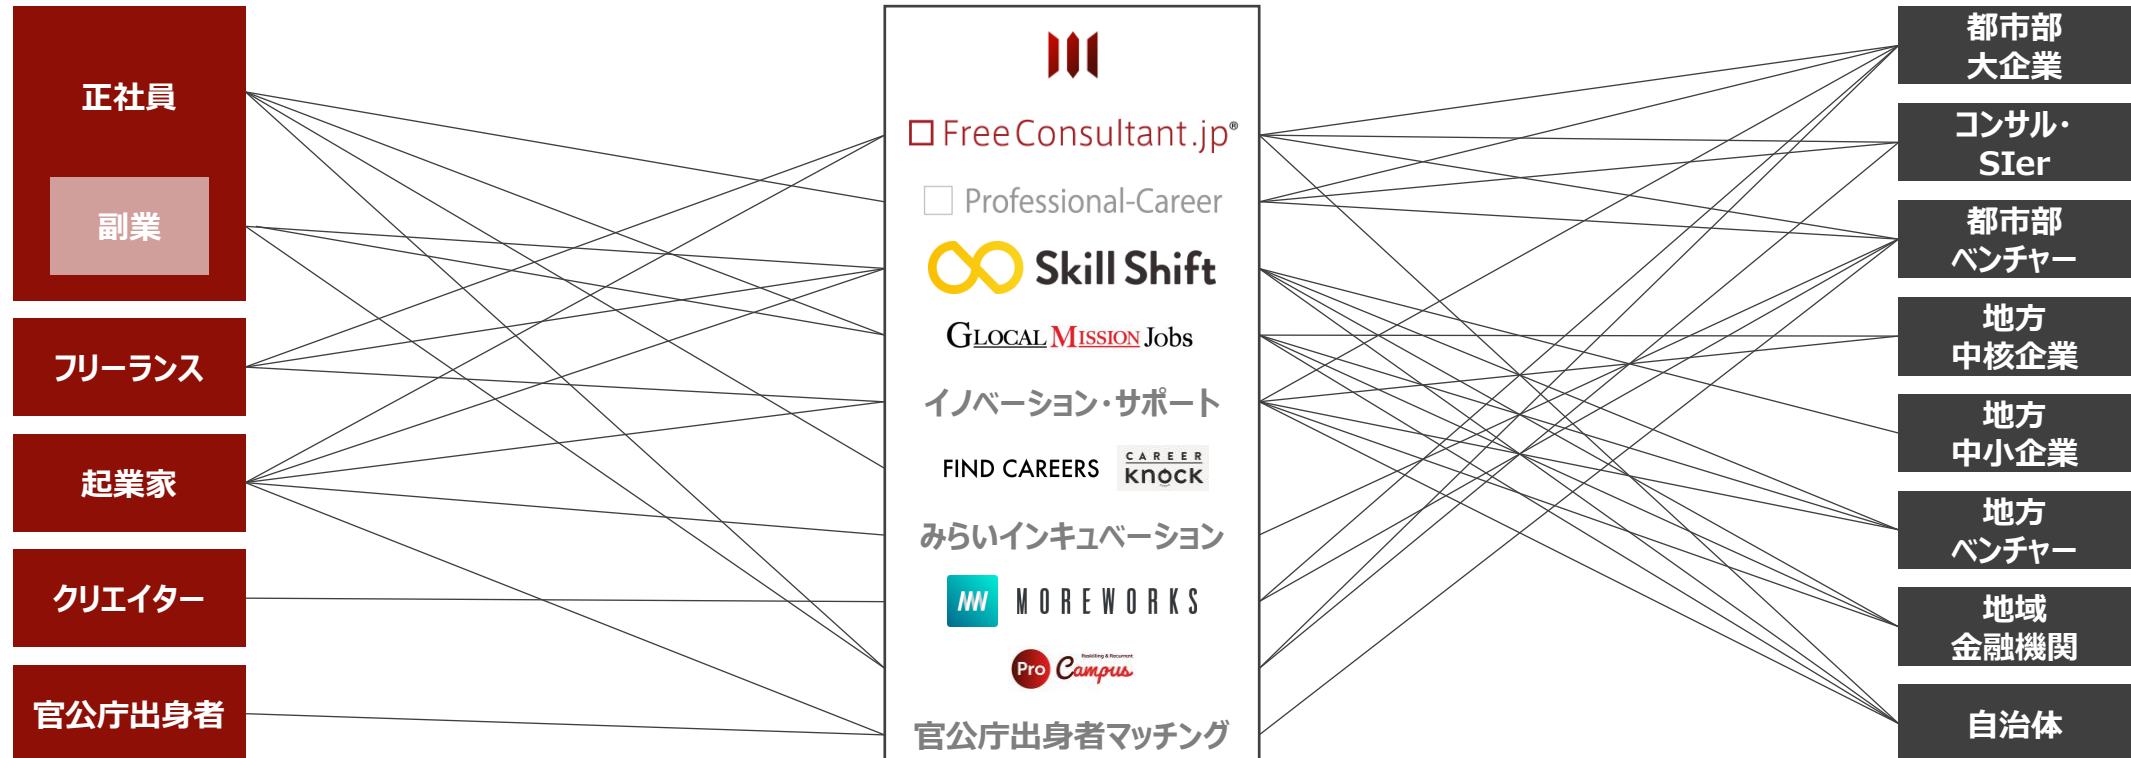 正社員
副業
フリーランス
起業家
クリエイター
官公庁出身者
FreeConsultant.jp®
Professional-Career
Skill Shift
GLOCAL MISSION Jobs
イノベーション・サポート
FIND CAREERS
CAREER
knock
みらいインキュベーション
MOREWORKS
Reskilling & Recurrent
Pro Campus
官公庁出身者マッチング
都市部
大企業
コンサル・
SIer
都市部
ベンチャー
地方
中核企業
地方
中小企業
地方
ベンチャー
地域
金融機関
自治体